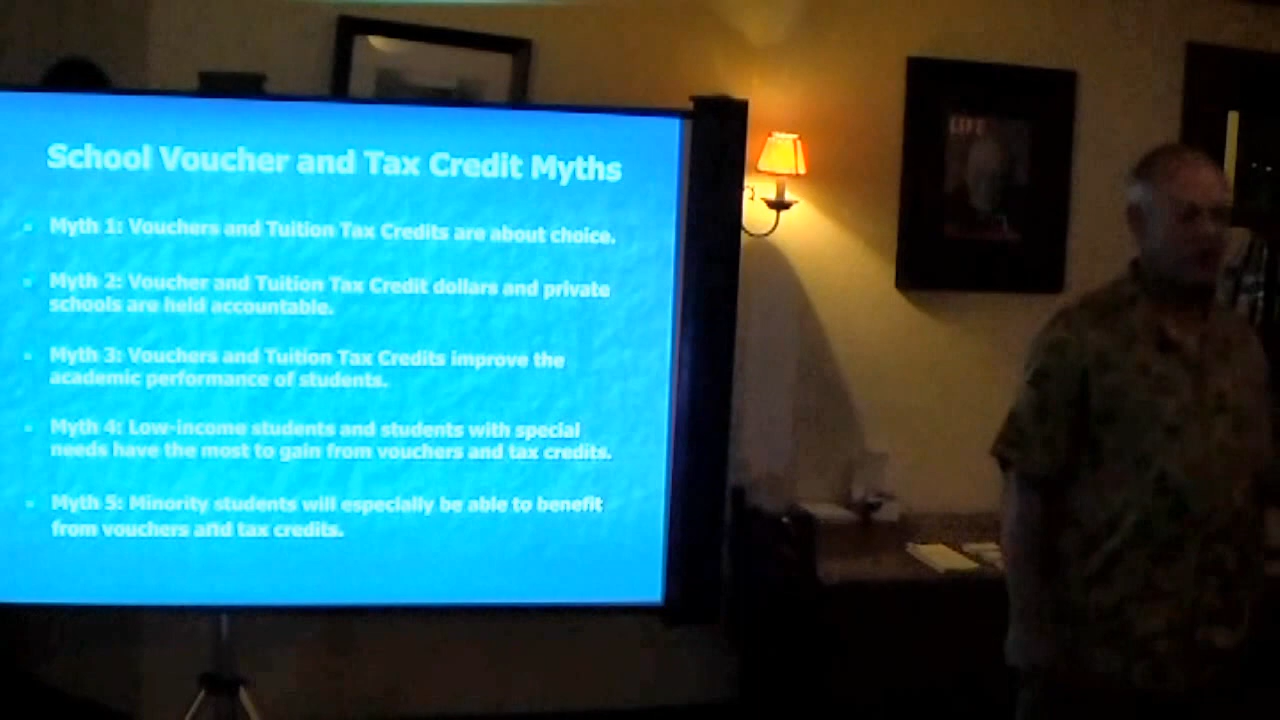 School Voucher and Tax Credit Myths
Myth 1: Vouchers and Tuition Tax Credits are about choice.
Myth 2: Voucher and Tuition Tax Credit dollars and private
schools are held accountable.
Myth 3: Vouchers and Tuition Tax Credits improve the
academic performance of students.
Myth 4: Low-income students and students with special
needs have the most to gain from vouchers and tax credits.
Myth 5: Minority students will especially be able to benefit
from vouchers and tax credits.
LIFE